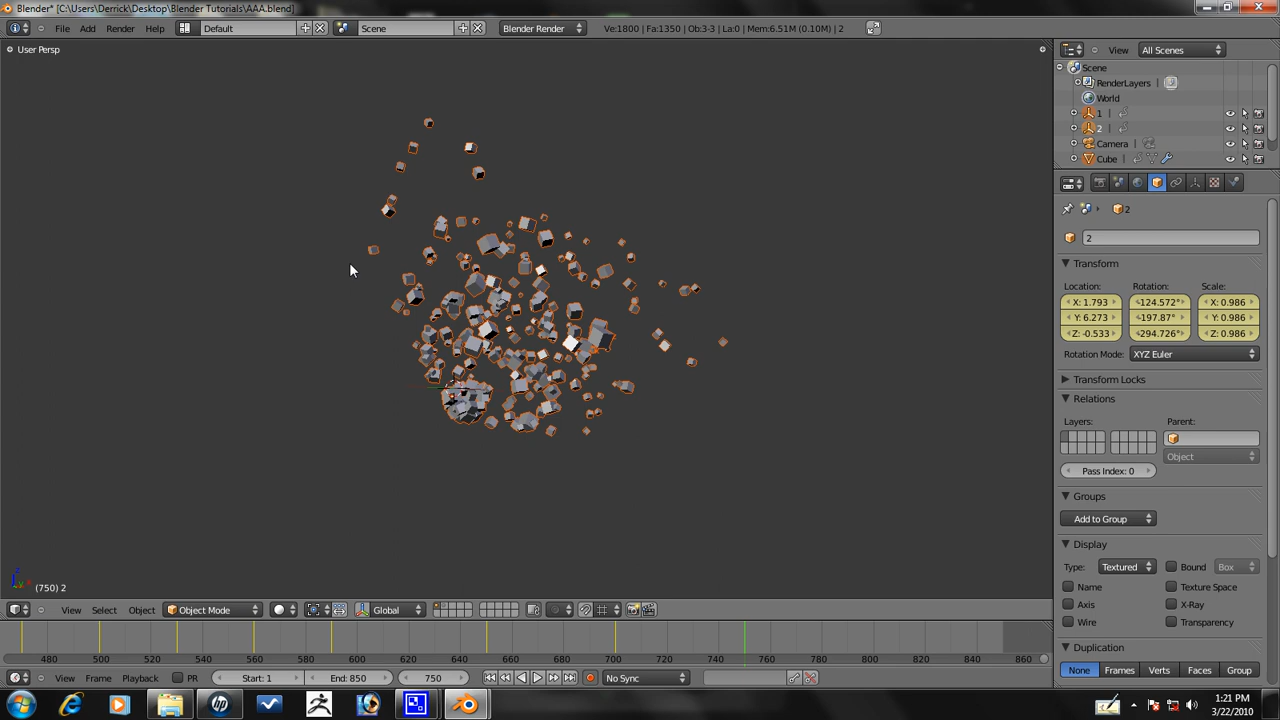 Blender* [C:\Users\Derrick\Desktop\Blender Tutorials\AAA.blend]
File Add Render Help Default Scene Blender Render Ve:1800 | Fa:1350 | Ob:3-3 | La:0 | Mem:6.51M (0.10M) | 2
User Persp
View All Scenes
Scene
RenderLayers
World
1
2
Camera
Cube
2
2
Transform
Location: Rotation: Scale:
X: 1.793 -124.572° X: 0.986
Y: 6.273 -197.87° Y: 0.986
Z: -0.533 -294.726° Z: 0.986
Rotation Mode: XYZ Euler
Transform Locks
Relations
Layers: Parent:
Object
Pass Index: 0
Groups
Add to Group
Display
Type: Textured Bound Box
Name Texture Space
Axis X-Ray
Wire Transparency
Duplication
None Frames Verts Faces Group
(750) 2
View Select Object Object Mode Global
480 500 520 540 560 580 600 620 640 660 680 700 720 740 760 780 800 820 840 860
View Frame Playback PR Start: 1 End: 850 750 No Sync
1:21 PM
3/22/2010